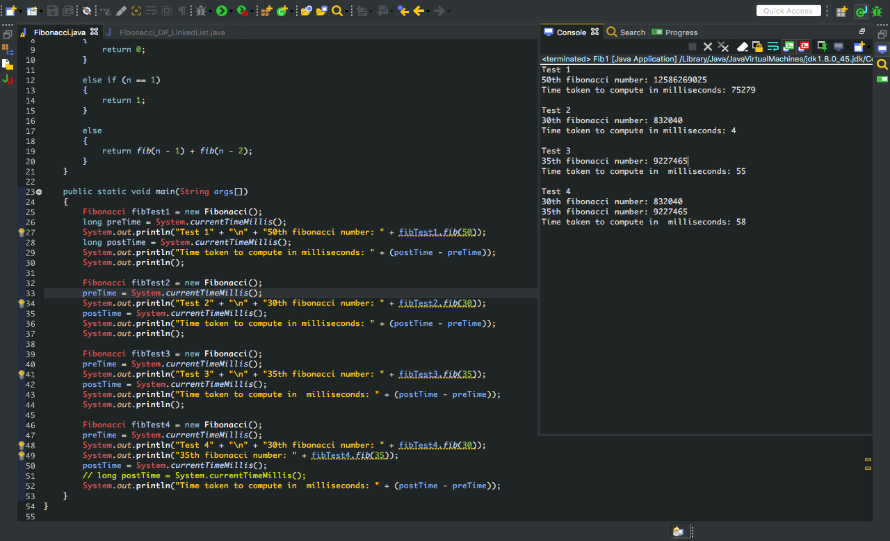 Quick Access
Fibonacci.java
Fibonacci_DP_LinkedList.java
8 {
9 return 0;
10 }
11
12 else if (n == 1)
13 {
14 return 1;
15 }
16
17 else
18 {
19 return fib(n - 1) + fib(n - 2);
20 }
21 }
22
23 public static void main(String args[])
24 {
25 Fibonacci fibTest1 = new Fibonacci();
26 long preTime = System.currentTimeMillis();
27 System.out.println("Test 1" + "\n" + "50th fibonacci number: " + fibTest1.fib(50));
28 long postTime = System.currentTimeMillis();
29 System.out.println("Time taken to compute in milliseconds: " + (postTime - preTime));
30 System.out.println();
31
32 Fibonacci fibTest2 = new Fibonacci();
33 preTime = System.currentTimeMillis();
34 System.out.println("Test 2" + "\n" + "30th fibonacci number: " + fibTest2.fib(30));
35 postTime = System.currentTimeMillis();
36 System.out.println("Time taken to compute in milliseconds: " + (postTime - preTime));
37 System.out.println();
38
39 Fibonacci fibTest3 = new Fibonacci();
40 preTime = System.currentTimeMillis();
41 System.out.println("Test 3" + "\n" + "35th fibonacci number: " + fibTest3.fib(35));
42 postTime = System.currentTimeMillis();
43 System.out.println("Time taken to compute in  milliseconds: " + (postTime - preTime));
44 System.out.println();
45
46 Fibonacci fibTest4 = new Fibonacci();
47 preTime = System.currentTimeMillis();
48 System.out.println("Test 4" + "\n" + "30th fibonacci number: " + fibTest4.fib(30));
49 System.out.println("35th fibonacci number: " + fibTest4.fib(35));
50 postTime = System.currentTimeMillis();
51 // long postTime = System.currentTimeMillis();
52 System.out.println("Time taken to compute in  milliseconds: " + (postTime - preTime));
53 }
54 }
55
Console Search Progress
<terminated> Fib1 [Java Application] /Library/Java/JavaVirtualMachines/jdk1.8.0_45.jdk/Co
Test 1
50th fibonacci number: 12586269025
Time taken to compute in milliseconds: 75279
Test 2
30th fibonacci number: 832040
Time taken to compute in milliseconds: 4
Test 3
35th fibonacci number: 9227465
Time taken to compute in  milliseconds: 55
Test 4
30th fibonacci number: 832040
35th fibonacci number: 9227465
Time taken to compute in  milliseconds: 58